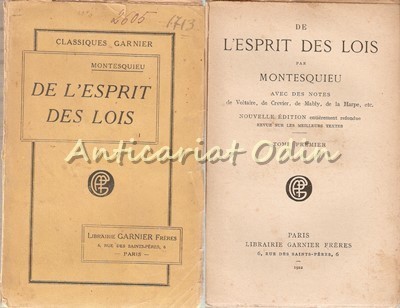 2605 1713
CLASSIQUES GARNIER
MONTESQUIEU
DE L'ESPRIT
DES LOIS
LIBRAIRIE GARNIER FRÈRES
6, RUE DES SAINTS-PÈRES, 6
— PARIS —
DE
L'ESPRIT DES LOIS
PAR
MONTESQUIEU
AVEC DES NOTES
de Voltaire, de Crevier, de Mably, de la Harpe, etc.
NOUVELLE ÉDITION entièrement refondue
REVUE SUR LES MEILLEURS TEXTES
TOME PREMIER
PARIS
LIBRAIRIE GARNIER FRÈRES
6, RUE DES SAINTS-PÈRES, 6
Anticariat Odin